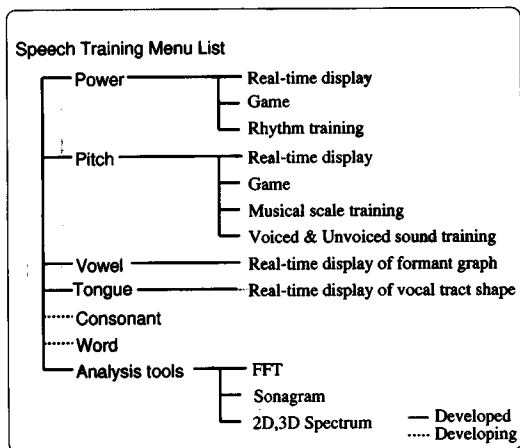 Speech Training Menu List
Power
Real-time display
Game
Rhythm training
Pitch
Real-time display
Game
Musical scale training
Voiced & Unvoiced sound training
Vowel
Real-time display of formant graph
Tongue
Real-time display of vocal tract shape
Consonant
Word
Analysis tools
FFT
Sonagram
2D,3D Spectrum
Developed
Developing